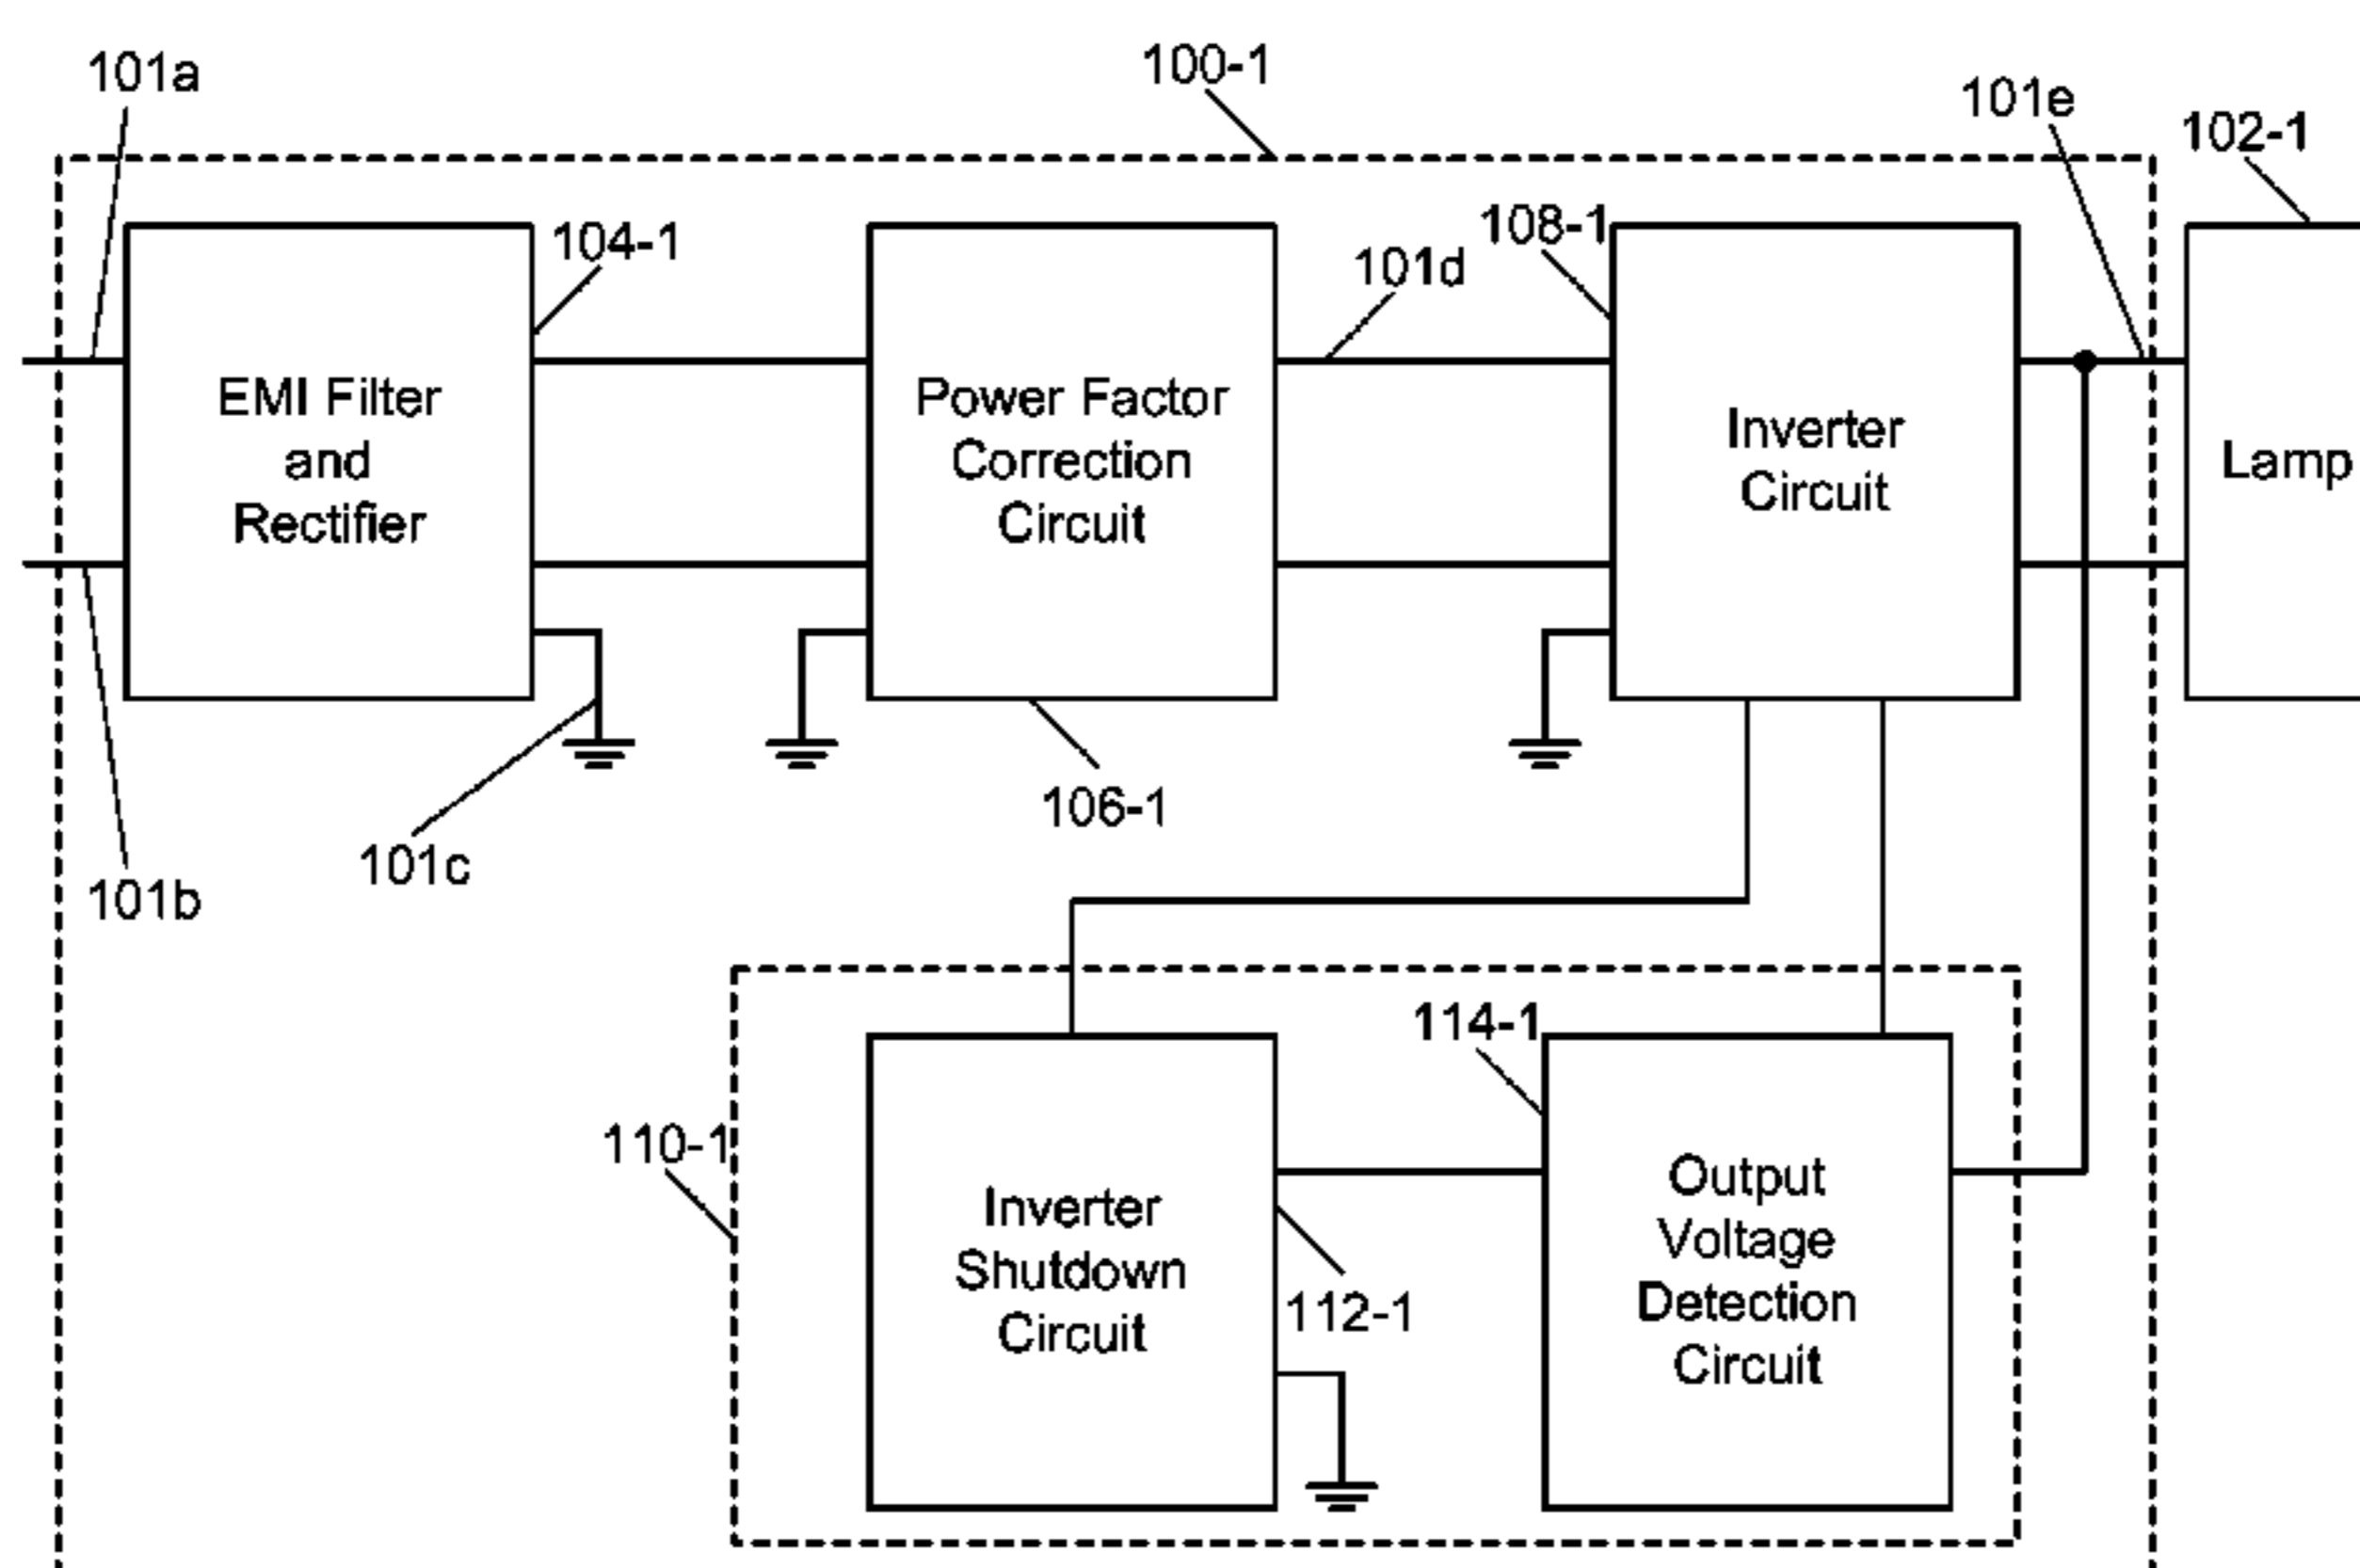 101a
100-1
101e
102-1
104-1
108-1
101d
EMI Filter
and
Rectifier
Power Factor
Correction
Circuit
Inverter
Circuit
Lamp
106-1
101c
101b
114-1
110-1
Inverter
Shutdown
Circuit
112-1
Output
Voltage
Detection
Circuit